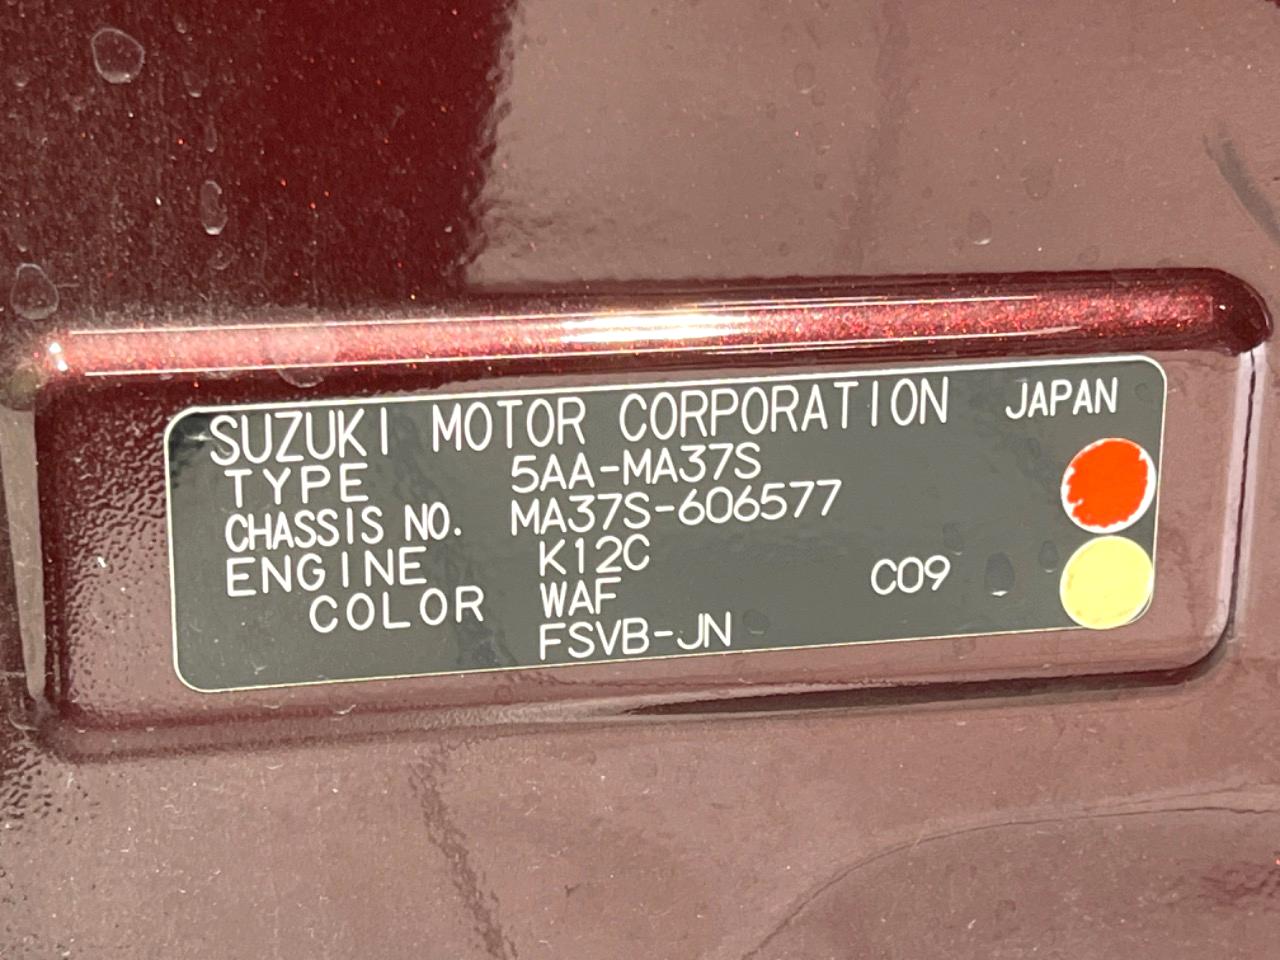 SUZUKI MOTOR CORPORATION JAPAN
TYPE 5AA-MA37S
CHASSIS NO. MA37S-606577
ENGINE K12C
COLOR WAF C09
FSVB-JN